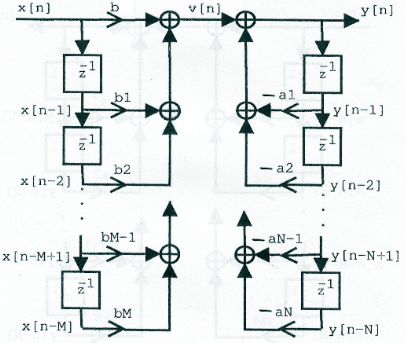 x[n] b v[n] y[n]
z⁻¹ z⁻¹
x[n-1] b1 -a1 y[n-1]
z⁻¹ z⁻¹
x[n-2] b2 -a2 y[n-2]
x[n-M+1] bM-1 -aN-1 y[n-N+1]
z⁻¹ z⁻¹
x[n-M] bM -aN y[n-N]